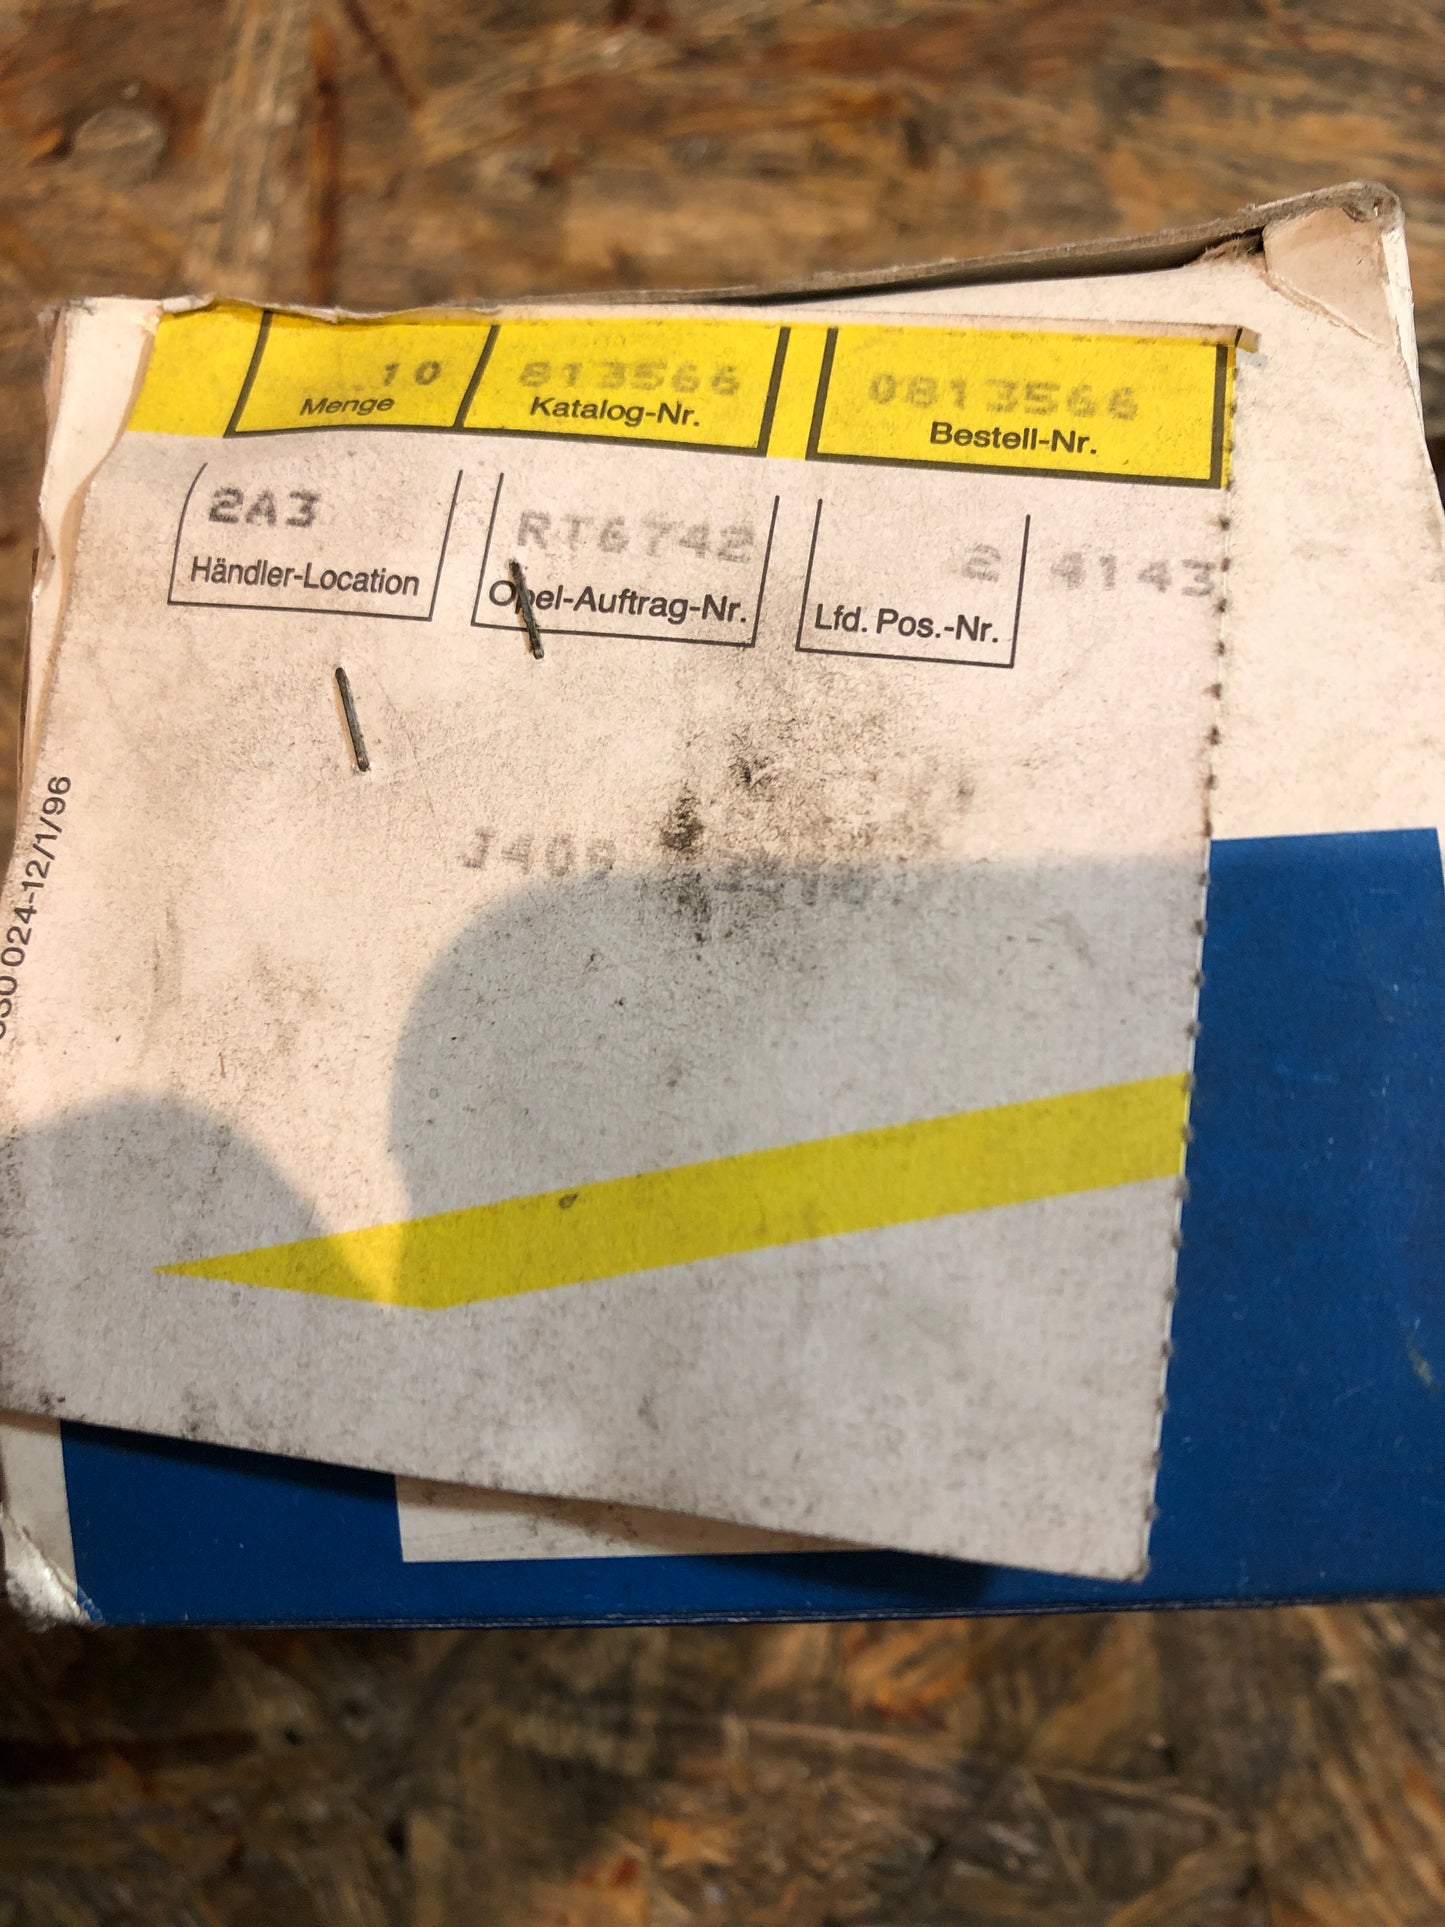 10 813566 0813566
Menge Katalog-Nr. Bestell-Nr.
2A3 RT6742 2 4143
Händler-Location Opel-Auftrag-Nr. Lfd. Pos.-Nr.
024-12/1/96